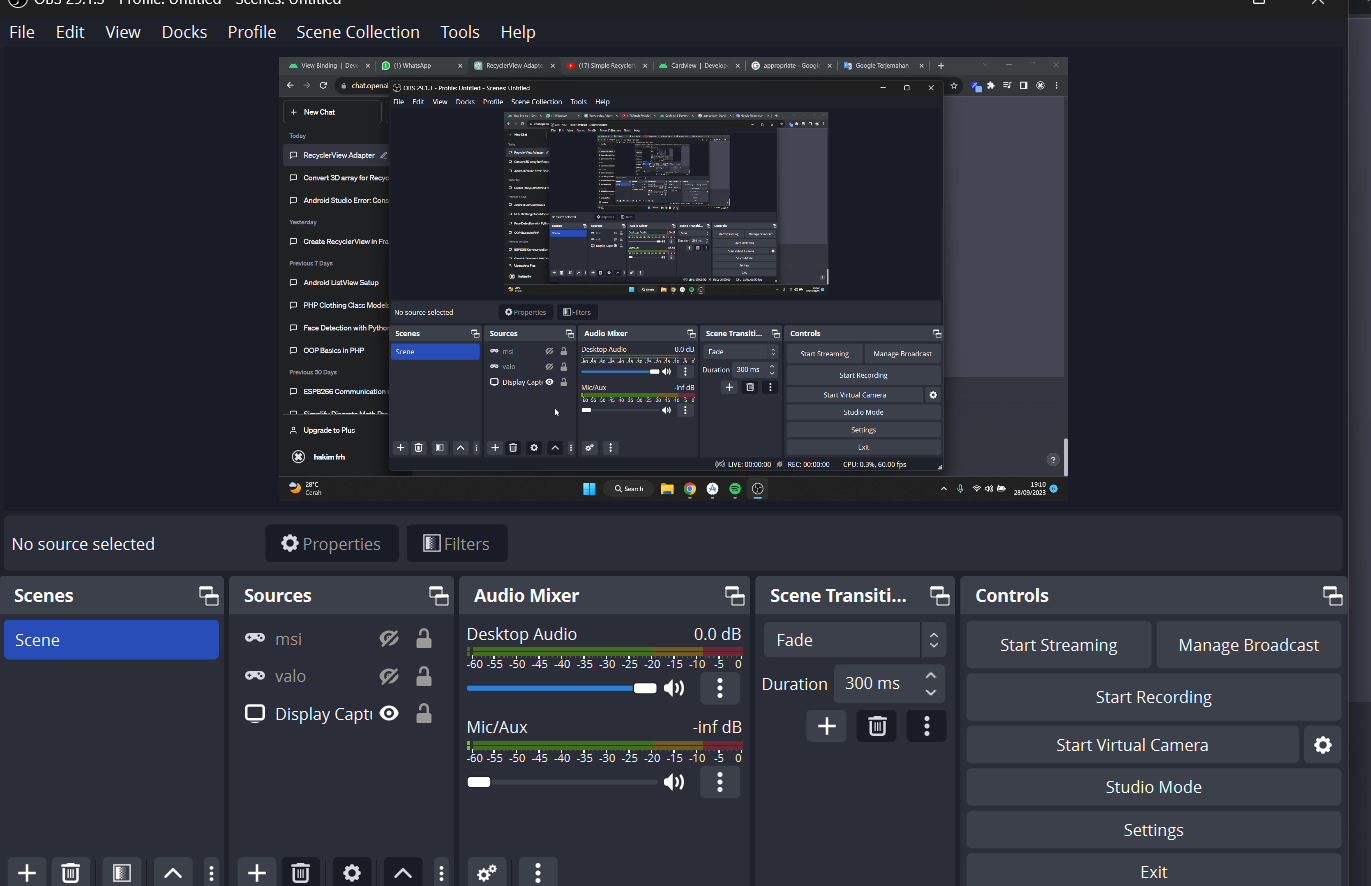 OBS 29.1.3 - Profile: Untitled - Scenes: Untitled
File Edit View Docks Profile Scene Collection Tools Help
View Binding | Deve
(1) WhatsApp
RecyclerView Adapte
(17) Simple Recycler
Cardview | Develop
appropriate - Googl
Google Terjemahan
chat.openai
OBS 29.1.3 - Profile: Untitled - Scenes: Untitled
File Edit View Docks Profile Scene Collection Tools Help
New Chat
Today
RecyclerView Adapter
Convert 3D array for Recyc
Android Studio Error: Cons
Yesterday
Create RecyclerView in Fra
Previous 7 Days
Android ListView Setup
PHP Clothing Class Models
Face Detection with Python
OOP Basics in PHP
Previous 30 Days
ESP8266 Communication
Upgrade to Plus
hakim frh
No source selected Properties Filters
Scenes Sources Audio Mixer Scene Transiti... Controls
Scene
msi
valo
Display Capt
Desktop Audio 0.0 dB
Mic/Aux -inf dB
Fade
Duration 300 ms
Start Streaming Manage Broadcast
Start Recording
Start Virtual Camera
Studio Mode
Settings
Exit
LIVE: 00:00:00 REC: 00:00:00 CPU: 0.3%, 60.00 fps
28°C
Cerah
Search
19:10
28/09/2023
No source selected Properties Filters
Scenes
Scene
Sources
msi
valo
Display Captu
Audio Mixer
Desktop Audio 0.0 dB
-60 -55 -50 -45 -40 -35 -30 -25 -20 -15 -10 -5 0
Mic/Aux -inf dB
-60 -55 -50 -45 -40 -35 -30 -25 -20 -15 -10 -5 0
Scene Transiti...
Fade
Duration 300 ms
Controls
Start Streaming Manage Broadcast
Start Recording
Start Virtual Camera
Studio Mode
Settings
Exit